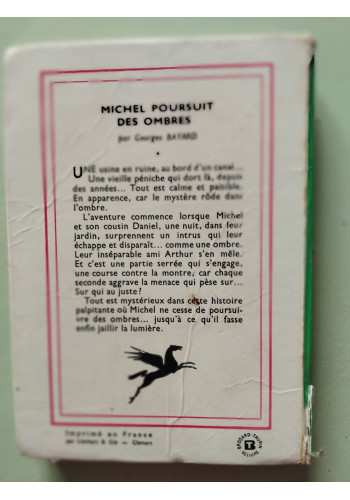 MICHEL POURSUIT
DES OMBRES
par Georges BAYARD
UNE usine en ruine, au bord d'un canal...
Une vieille péniche qui dort là, depuis
des années... Tout est calme et paisible.
En apparence, car le mystère rôde dans
l'ombre.
L'aventure commence lorsque Michel
et son cousin Daniel, une nuit, dans leur
jardin, surprennent un intrus qui leur
échappe et disparaît... comme une ombre.
Leur inséparable ami Arthur s'en mêle.
Et c'est une partie serrée qui s'engage,
une course contre la montre, car chaque
seconde aggrave la menace qui pèse sur...
Sur qui au juste?
Tout est mystérieux dans cette histoire
palpitante où Michel ne cesse de poursui-
vre des ombres... jusqu'à ce qu'il fasse
enfin jaillir la lumière.
Imprimé en France
par Brodard